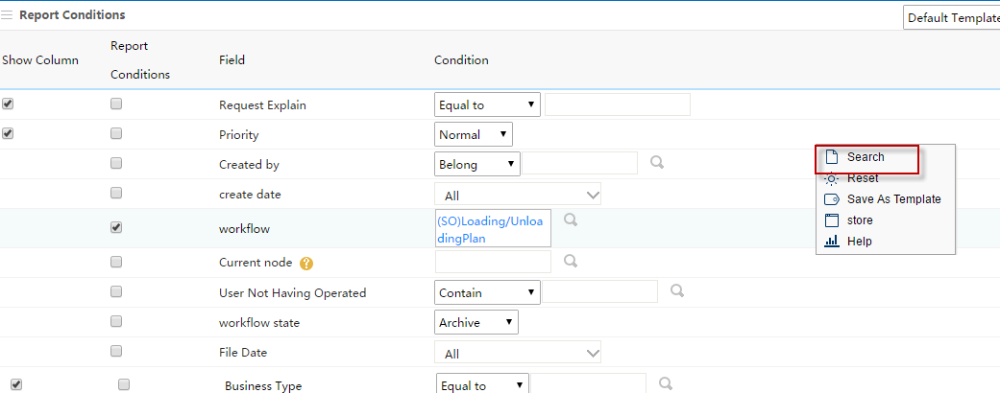 Report Conditions
Default Template
Show Column
Report
Conditions
Field
Condition
Request Explain
Equal to
Priority
Normal
Created by
Belong
create date
All
workflow
(SO)Loading/Unloa
dingPlan
Current node
?
User Not Having Operated
Contain
workflow state
Archive
File Date
All
Business Type
Equal to
Search
Reset
Save As Template
store
Help